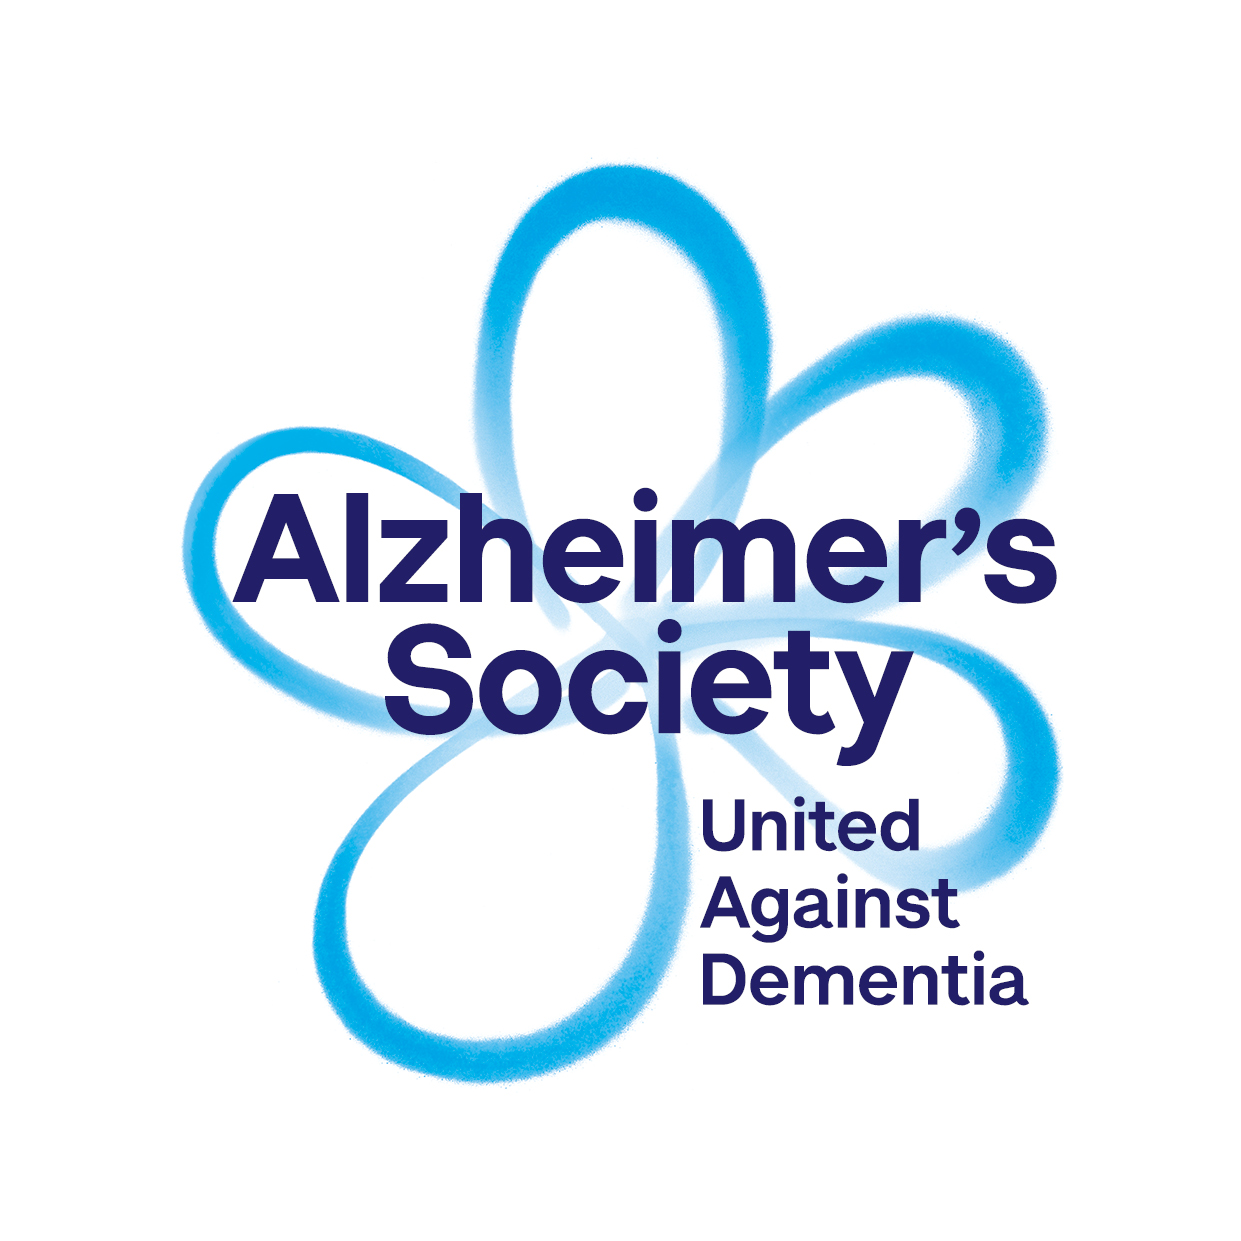 Alzheimer’s
Society
United
Against
Dementia